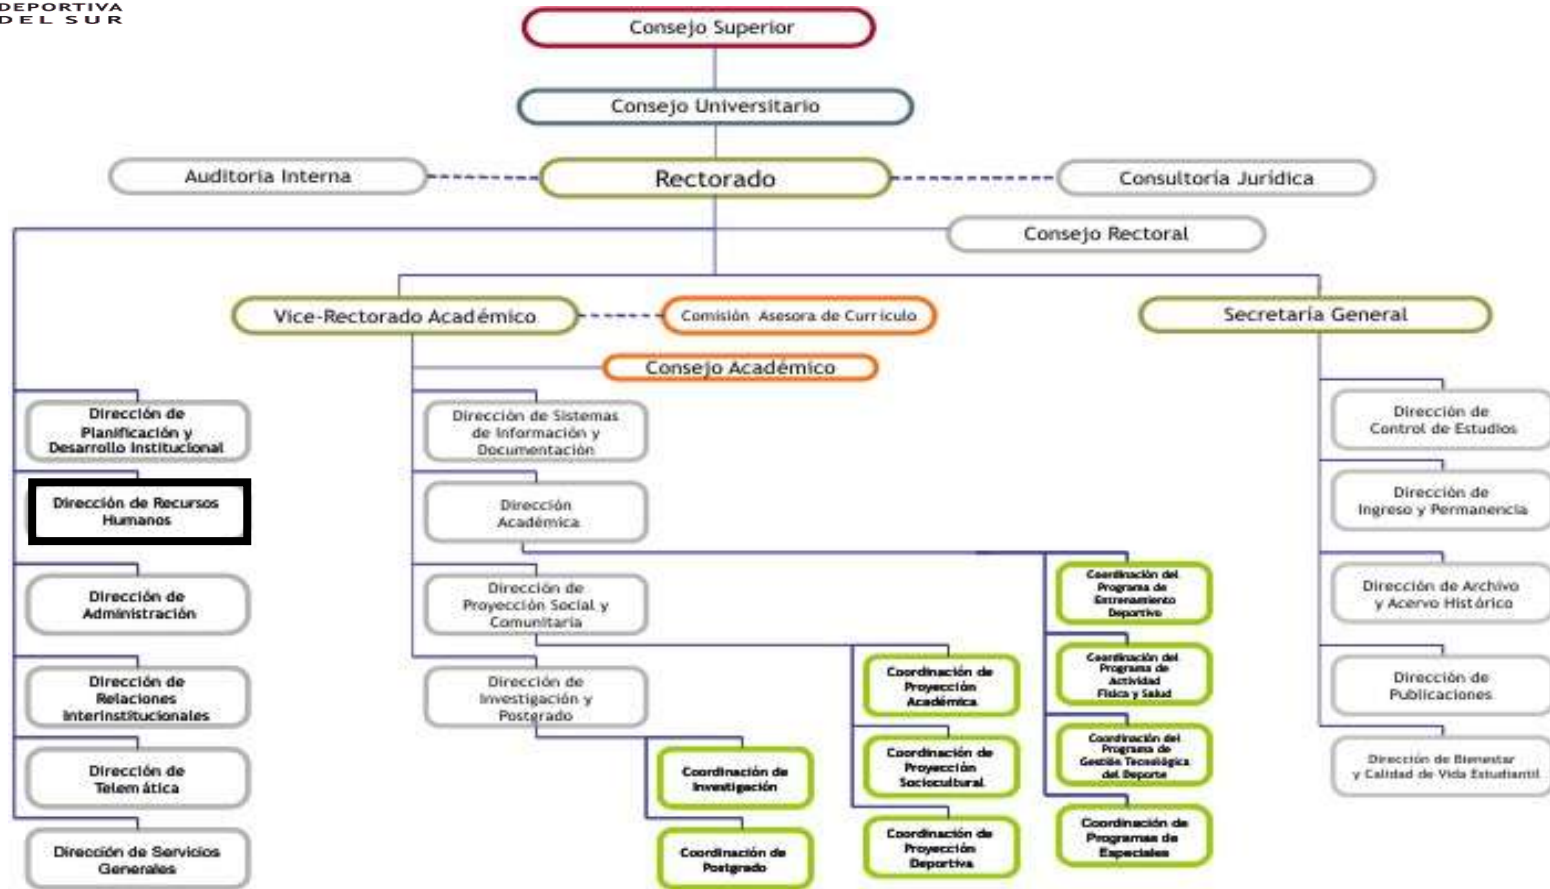 DEPORTIVA
DEL SUR
Consejo Superior
Consejo Universitario
Auditoria Interna
Rectorado
Consultoría Jurídica
Consejo Rectoral
Vice-Rectorado Académico
Comisión Asesora de Currículo
Secretaría General
Consejo Académico
Dirección de
Planificación y
Desarrollo Institucional
Dirección de Recursos
Humanos
Dirección de
Administración
Dirección de
Relaciones
Interinstitucionales
Dirección de
Telemática
Dirección de Servicios
Generales
Dirección de Sistemas
de Información y
Documentación
Dirección
Académica
Dirección de
Proyección Social y
Comunitaria
Dirección de
Investigación y
Postgrado
Coordinación de
Investigación
Coordinación de
Postgrado
Coordinación de
Proyección
Académica
Coordinación de
Proyección
Sociocultural
Coordinación de
Proyección
Deportiva
Coordinación del
Programa de
Entrenamiento
Deportivo
Coordinación del
Programa de
Actividad
Física y Salud
Coordinación del
Programa de
Gestión Tecnológica
del Deporte
Coordinación de
Programas de
Especiales
Dirección de
Control de Estudios
Dirección de
Ingreso y Permanencia
Dirección de Archivo
y Acervo Histórico
Dirección de
Publicaciones
Dirección de Bienestar
y Calidad de Vida Estudiantil